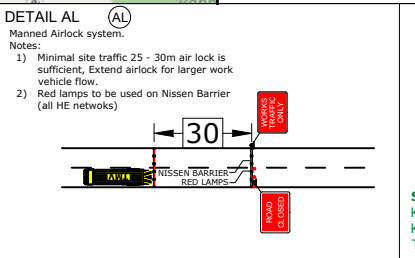 DETAIL AL AL
Manned Airlock system.
Notes:
1) Minimal site traffic 25 - 30m air lock is
sufficient, Extend airlock for larger work
vehicle flow.
2) Red lamps to be used on Nissen Barrier
(all HE netwoks)
WORKS
TRAFFIC
ONLY
30
NISSEN BARRIER
RED LAMPS
TMV
ROAD
CLOSED
S
K
K
T